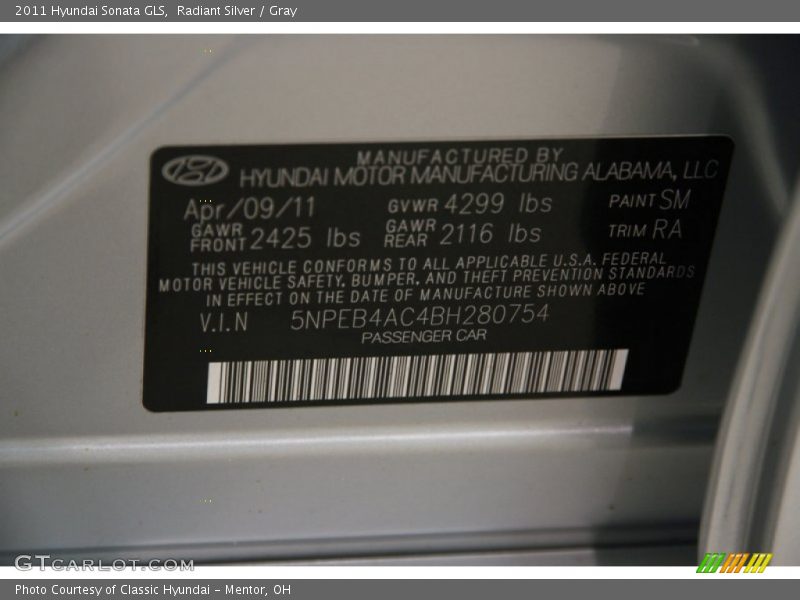 2011 Hyundai Sonata GLS, Radiant Silver / Gray
MANUFACTURED BY
HYUNDAI MOTOR MANUFACTURING ALABAMA, LLC
Apr/09/11 GVWR 4299 lbs PAINT SM
GAWR FRONT 2425 lbs GAWR REAR 2116 lbs TRIM RA
THIS VEHICLE CONFORMS TO ALL APPLICABLE U.S.A. FEDERAL
MOTOR VEHICLE SAFETY, BUMPER, AND THEFT PREVENTION STANDARDS
IN EFFECT ON THE DATE OF MANUFACTURE SHOWN ABOVE
V.I.N 5NPEB4AC4BH280754
PASSENGER CAR
GTCARLOT.COM
Photo Courtesy of Classic Hyundai - Mentor, OH